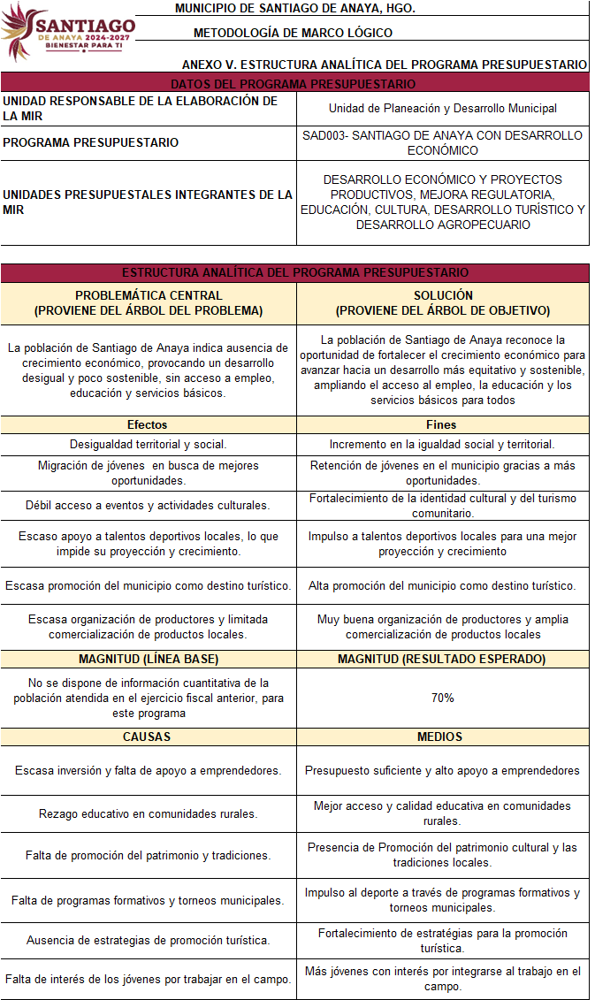 SANTIAGO
DE ANAYA 2024-2027
BIENESTAR PARA TI
MUNICIPIO DE SANTIAGO DE ANAYA, HGO.
METODOLOGÍA DE MARCO LÓGICO
ANEXO V. ESTRUCTURA ANALÍTICA DEL PROGRAMA PRESUPUESTARIO
DATOS DEL PROGRAMA PRESUPUESTARIO
UNIDAD RESPONSABLE DE LA ELABORACIÓN DE
LA MIR
Unidad de Planeación y Desarrollo Municipal
PROGRAMA PRESUPUESTARIO
SAD003- SANTIAGO DE ANAYA CON DESARROLLO
ECONÓMICO
UNIDADES PRESUPUESTALES INTEGRANTES DE LA
MIR
DESARROLLO ECONÓMICO Y PROYECTOS
PRODUCTIVOS, MEJORA REGULATORIA,
EDUCACIÓN, CULTURA, DESARROLLO TURÍSTICO Y
DESARROLLO AGROPECUARIO
ESTRUCTURA ANALÍTICA DEL PROGRAMA PRESUPUESTARIO
PROBLEMÁTICA CENTRAL
(PROVIENE DEL ÁRBOL DEL PROBLEMA)
SOLUCIÓN
(PROVIENE DEL ÁRBOL DE OBJETIVO)
La población de Santiago de Anaya indica ausencia de
crecimiento económico, provocando un desarrollo
desigual y poco sostenible, sin acceso a empleo,
educación y servicios básicos.
La población de Santiago de Anaya reconoce la
oportunidad de fortalecer el crecimiento económico para
avanzar hacia un desarrollo más equitativo y sostenible,
ampliando el acceso al empleo, la educación y los
servicios básicos para todos
Efectos
Fines
Desigualdad territorial y social.
Incremento en la igualdad social y territorial.
Migración de jóvenes en busca de mejores
oportunidades.
Retención de jóvenes en el municipio gracias a más
oportunidades.
Débil acceso a eventos y actividades culturales.
Fortalecimiento de la identidad cultural y del turismo
comunitario.
Escaso apoyo a talentos deportivos locales, lo que
impide su proyección y crecimiento.
Impulso a talentos deportivos locales para una mejor
proyección y crecimiento
Escasa promoción del municipio como destino turístico.
Alta promoción del municipio como destino turístico.
Escasa organización de productores y limitada
comercialización de productos locales.
Muy buena organización de productores y amplia
comercialización de productos locales
MAGNITUD (LÍNEA BASE)
MAGNITUD (RESULTADO ESPERADO)
No se dispone de información cuantitativa de la
población atendida en el ejercicio fiscal anterior, para
este programa
70%
CAUSAS
MEDIOS
Escasa inversión y falta de apoyo a emprendedores.
Presupuesto suficiente y alto apoyo a emprendedores
Rezago educativo en comunidades rurales.
Mejor acceso y calidad educativa en comunidades
rurales.
Falta de promoción del patrimonio y tradiciones.
Presencia de Promoción del patrimonio cultural y las
tradiciones locales.
Falta de programas formativos y torneos municipales.
Impulso al deporte a través de programas formativos y
torneos municipales.
Ausencia de estrategias de promoción turística.
Fortalecimiento de estratégias para la promoción
turística.
Falta de interés de los jóvenes por trabajar en el campo.
Más jóvenes con interés por integrarse al trabajo en el
campo.